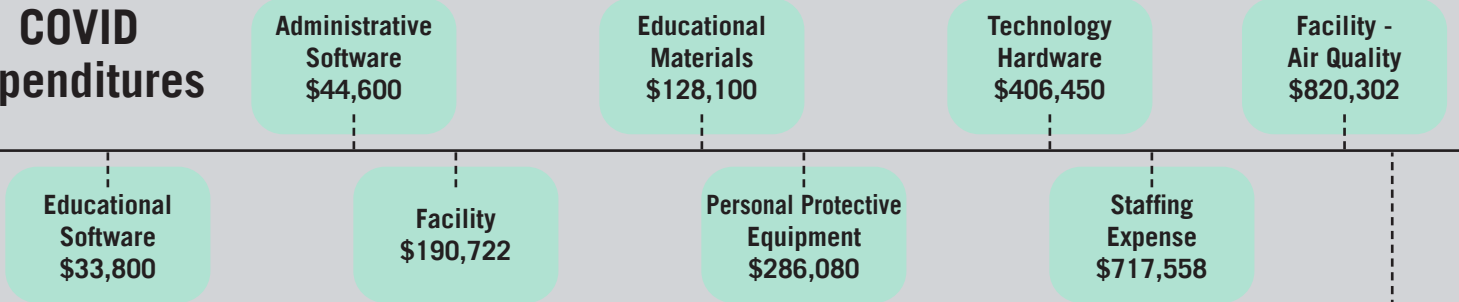 COVID
penditures
Administrative
Software
$44,600
Educational
Materials
$128,100
Technology
Hardware
$406,450
Facility -
Air Quality
$820,302
Educational
Software
$33,800
Facility
$190,722
Personal Protective
Equipment
$286,080
Staffing
Expense
$717,558